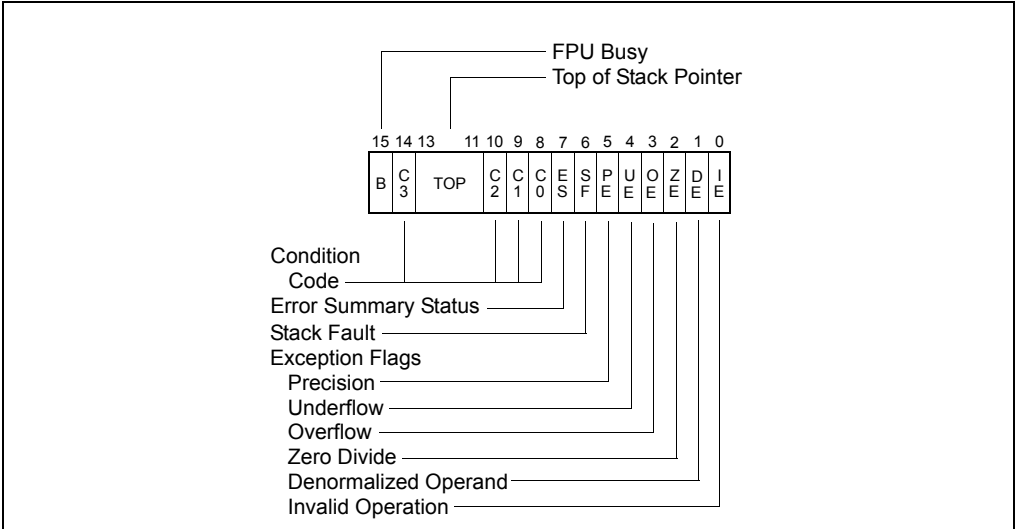 FPU Busy
Top of Stack Pointer
15 14 13 11 10 9 8 7 6 5 4 3 2 1 0
B C3 TOP C2 C1 C0 ES SF PE UE OE ZE DE IE
Condition
Code
Error Summary Status
Stack Fault
Exception Flags
Precision
Underflow
Overflow
Zero Divide
Denormalized Operand
Invalid Operation